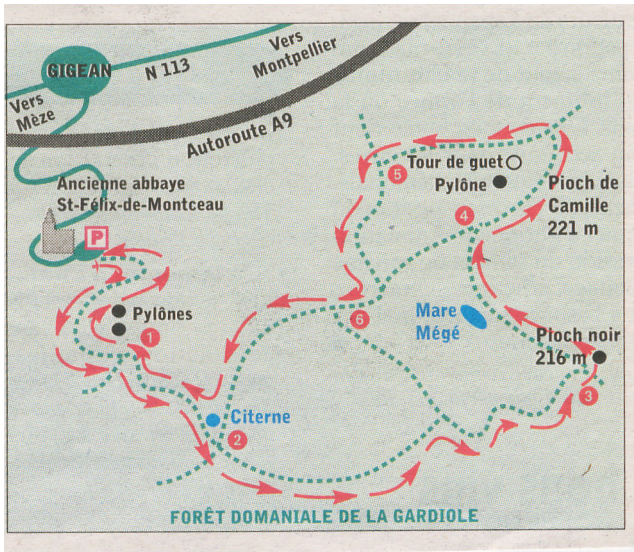 GIGEAN
N 113
Vers
Montpellier
Vers
Mèze
Autoroute A9
Ancienne abbaye
St-Félix-de-Montceau
P
Tour de guet
5
Pylône
Pioch de
Camille
221 m
4
Pylônes
1
6
Mare
Mégé
Pioch noir
216 m
3
Citerne
2
FORÊT DOMANIALE DE LA GARDIOLE